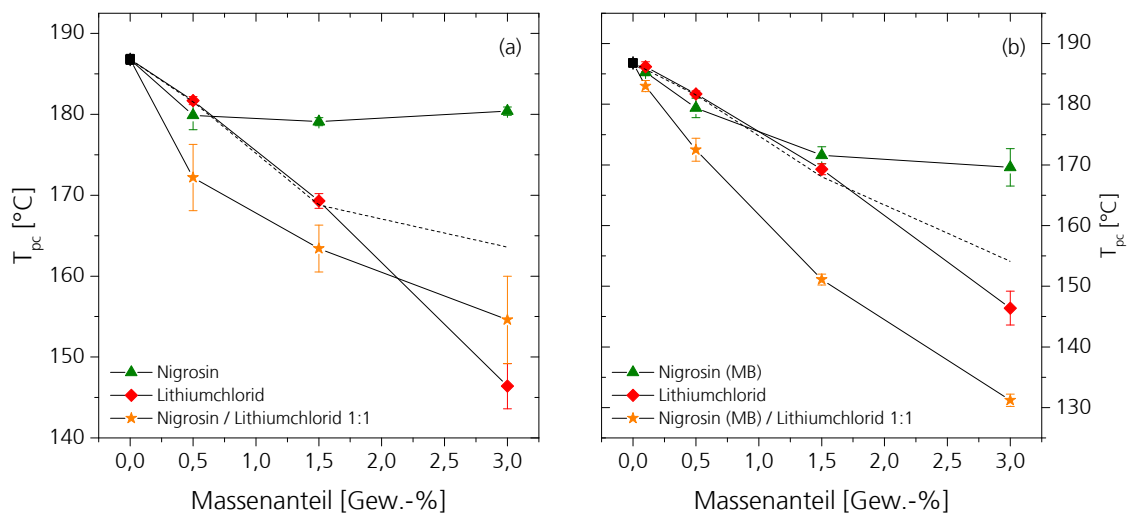 (a)
190
180
170
160
150
140
T_pc [°C]
Nigrosin
Lithiumchlorid
Nigrosin / Lithiumchlorid 1:1
0,0 0,5 1,0 1,5 2,0 2,5 3,0
Massenanteil [Gew.-%]
(b)
190
180
170
160
150
140
130
T_pc [°C]
Nigrosin (MB)
Lithiumchlorid
Nigrosin (MB) / Lithiumchlorid 1:1
0,0 0,5 1,0 1,5 2,0 2,5 3,0
Massenanteil [Gew.-%]